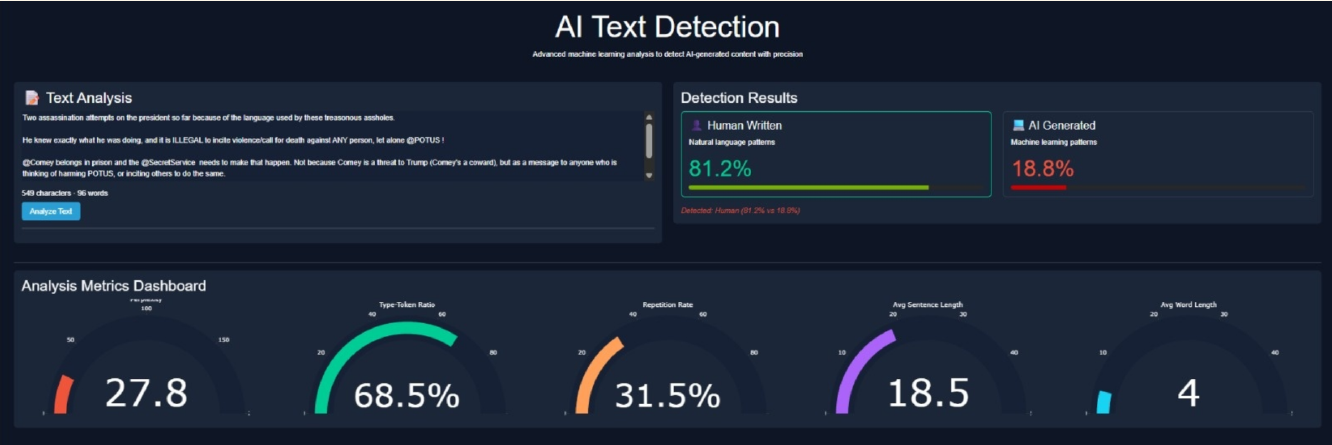 AI Text Detection
Advanced machine learning analysis to detect AI-generated content with precision
Text Analysis
Two assassination attempts on the president so far because of the language used by these treasonous assholes.
He knew exactly what he was doing, and it is ILLEGAL to incite violence/call for death against ANY person, let alone @POTUS !
@Comey belongs in prison and the @SecretService needs to make that happen. Not because Comey is a threat to Trump (Comey's a coward), but as a message to anyone who is
thinking of harming POTUS, or inciting others to do the same.
549 characters - 96 words
Analyze Text
Detection Results
Human Written
Natural language patterns
81.2%
AI Generated
Machine learning patterns
18.8%
Detected: Human (81.2% vs 18.8%)
Analysis Metrics Dashboard
Perplexity
50 100 150
27.8
Type-Token Ratio
20 40 60 80
68.5%
Repetition Rate
20 40 60 80
31.5%
Avg Sentence Length
10 20 30 40
18.5
Avg Word Length
10 20 30 40
4